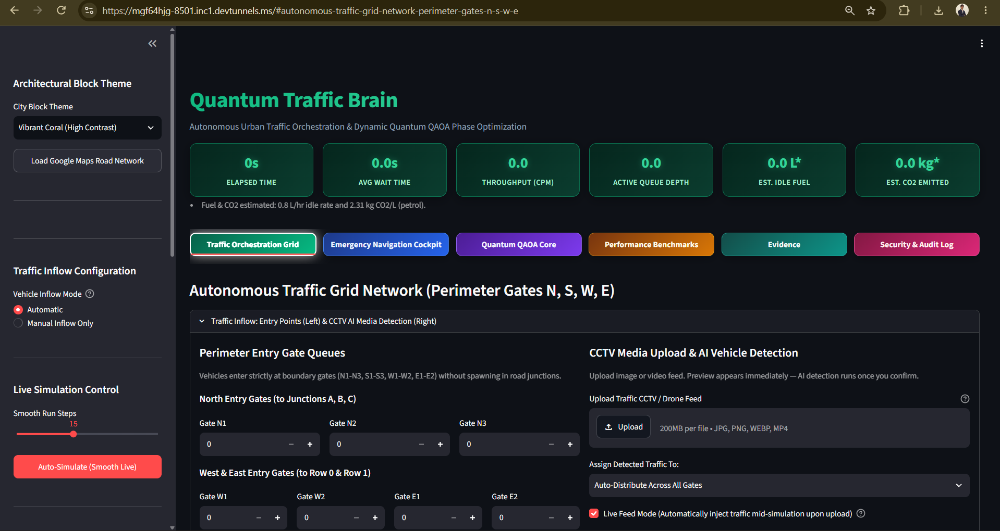 https://mgf64hjg-8501.inc1.devtunnels.ms/#autonomous-traffic-grid-network-perimeter-gates-n-s-w-e
Architectural Block Theme
City Block Theme
Vibrant Coral (High Contrast)
Load Google Maps Road Network
Traffic Inflow Configuration
Vehicle Inflow Mode
Automatic
Manual Inflow Only
Live Simulation Control
Smooth Run Steps
15
Auto-Simulate (Smooth Live)
Quantum Traffic Brain
Autonomous Urban Traffic Orchestration & Dynamic Quantum QAOA Phase Optimization
0s
ELAPSED TIME
0.0s
AVG WAIT TIME
0.0
THROUGHPUT (CPM)
0.0
ACTIVE QUEUE DEPTH
0.0 L*
EST. IDLE FUEL
0.0 kg*
EST. CO2 EMITTED
• Fuel & CO2 estimated: 0.8 L/hr idle rate and 2.31 kg CO2/L (petrol).
Traffic Orchestration Grid
Emergency Navigation Cockpit
Quantum QAOA Core
Performance Benchmarks
Evidence
Security & Audit Log
Autonomous Traffic Grid Network (Perimeter Gates N, S, W, E)
Traffic Inflow: Entry Points (Left) & CCTV AI Media Detection (Right)
Perimeter Entry Gate Queues
Vehicles enter strictly at boundary gates (N1-N3, S1-S3, W1-W2, E1-E2) without spawning in road junctions.
North Entry Gates (to Junctions A, B, C)
Gate N1
Gate N2
Gate N3
0
0
0
West & East Entry Gates (to Row 0 & Row 1)
Gate W1
Gate W2
Gate E1
Gate E2
0
0
0
0
CCTV Media Upload & AI Vehicle Detection
Upload image or video feed. Preview appears immediately — AI detection runs once you confirm.
Upload Traffic CCTV / Drone Feed
Upload
200MB per file • JPG, PNG, WEBP, MP4
Assign Detected Traffic To:
Auto-Distribute Across All Gates
Live Feed Mode (Automatically inject traffic mid-simulation upon upload)